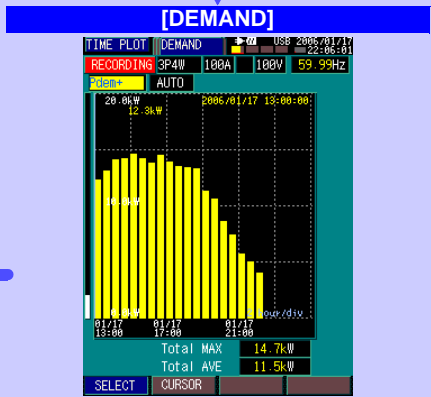 [DEMAND]
TIME PLOT DEMAND USB 2006/01/17
22:06:01
RECORDING 3P4W 100A 100V 59.99Hz
Pdem+ AUTO
20.0kW 2006/01/17 13:00:00
12.3kW
10.0kW
0.0kW hour/div
01/17 01/17 01/17
13:00 17:00 21:00
Total MAX 14.7kW
Total AVE 11.5kW
SELECT CURSOR